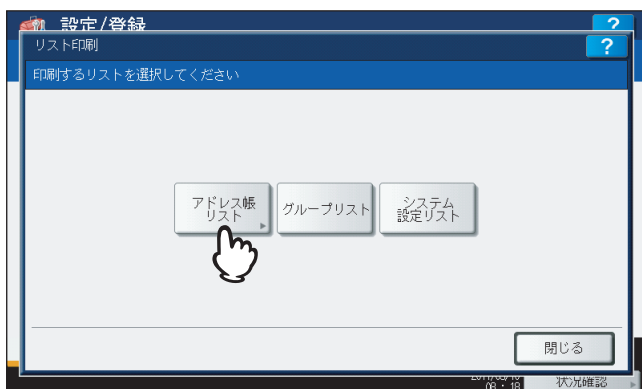 設定/登録
?
リスト印刷
?
印刷するリストを選択してください
アドレス帳
リスト
グループリスト
システム
設定リスト
閉じる
状況確認